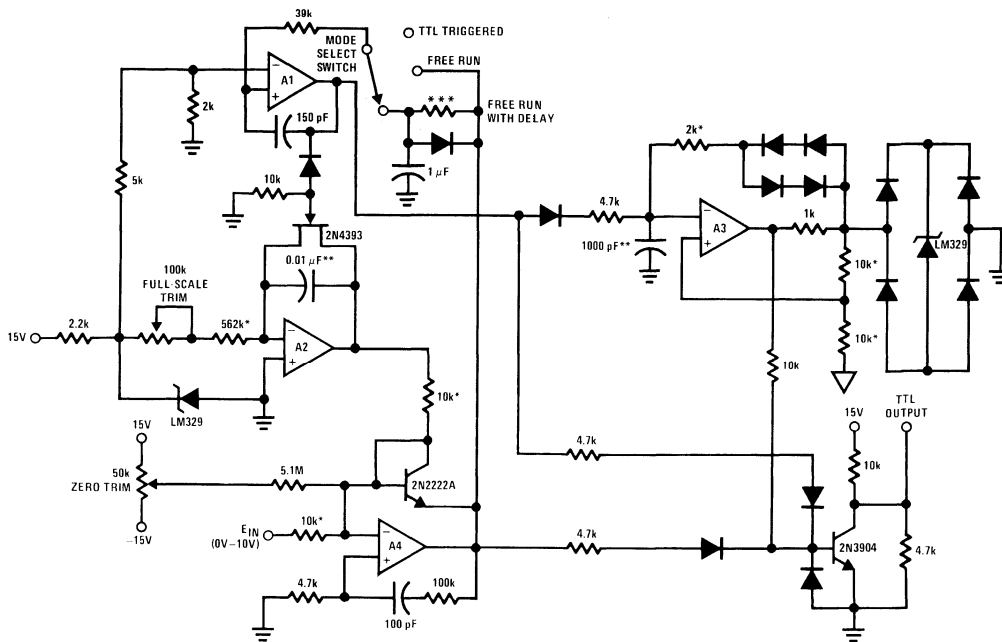 39k
TTL TRIGGERED
MODE
SELECT
SWITCH
FREE RUN
−
A1
+
***
FREE RUN
WITH DELAY
2k
150 pF
1 μF
5k
10k
2N4393
2k*
4.7k
−
A3
+
1k
1000 pF**
10k*
LM329
0.01 μF**
100k
FULL-SCALE
TRIM
15V
2.2k
562k*
−
A2
+
10k*
10k
LM329
10k*
15V
TTL
OUTPUT
15V
50k
ZERO TRIM
−15V
5.1M
2N2222A
4.7k
10k
EIN
(0V–10V)
10k*
−
A4
+
4.7k
2N3904
4.7k
4.7k
100 pF
100k